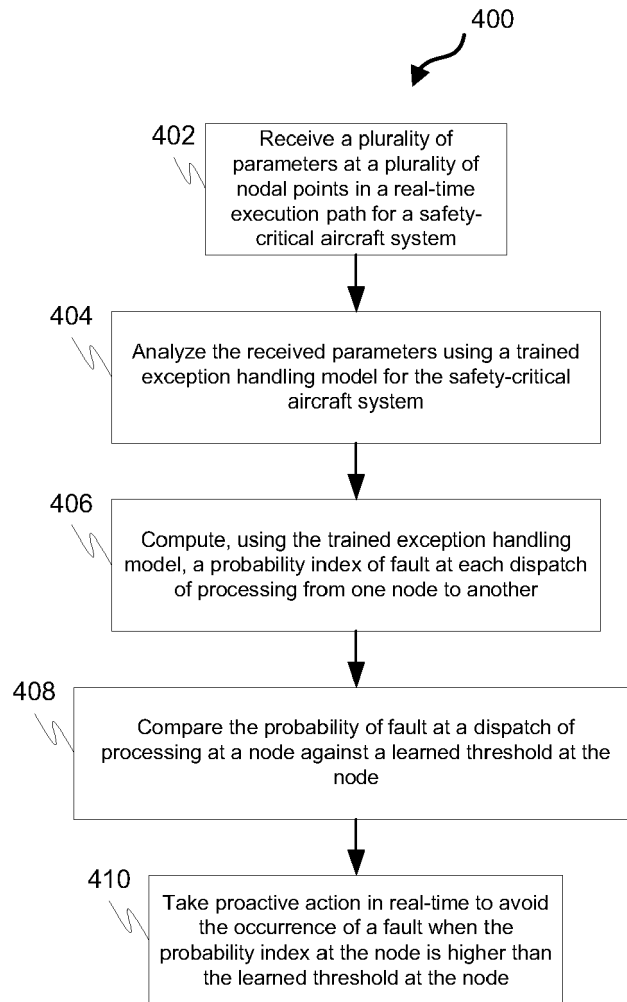 400
402
Receive a plurality of
parameters at a plurality of
nodal points in a real-time
execution path for a safety-
critical aircraft system
404
Analyze the received parameters using a trained
exception handling model for the safety-critical
aircraft system
406
Compute, using the trained exception handling
model, a probability index of fault at each dispatch
of processing from one node to another
408
Compare the probability of fault at a dispatch of
processing at a node against a learned threshold at the
node
410
Take proactive action in real-time to avoid
the occurrence of a fault when the
probability index at the node is higher than
the learned threshold at the node